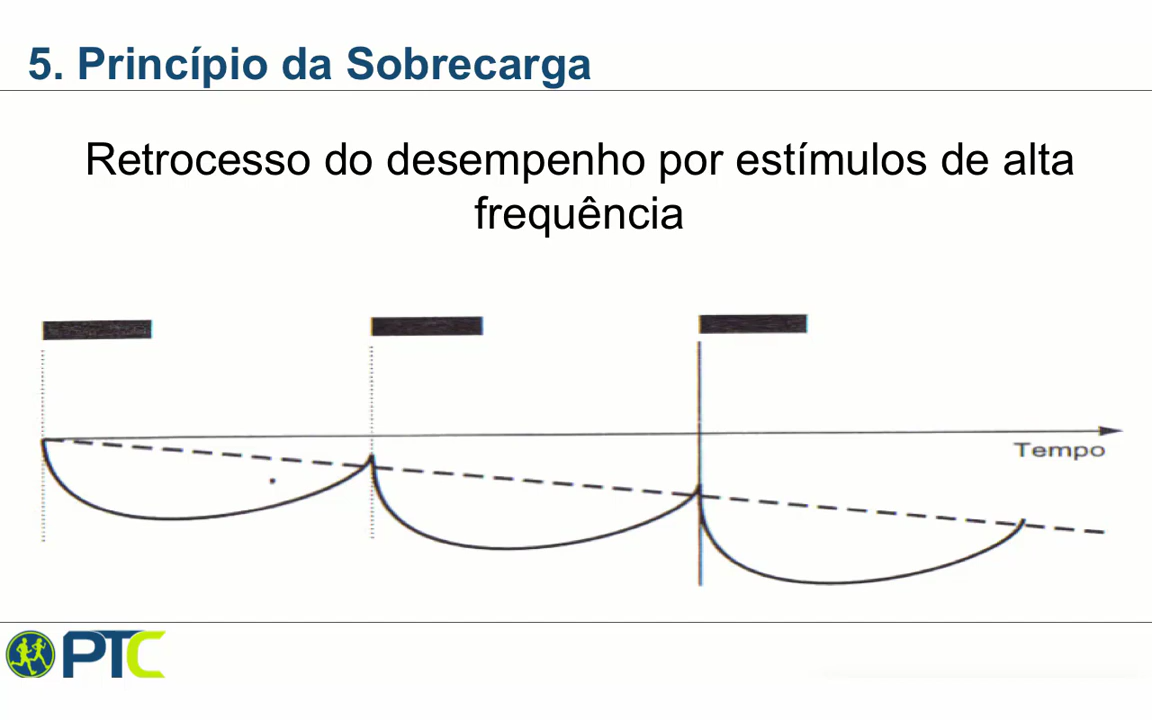 5. Princípio da Sobrecarga
Retrocesso do desempenho por estímulos de alta
frequência
Tempo
PTC